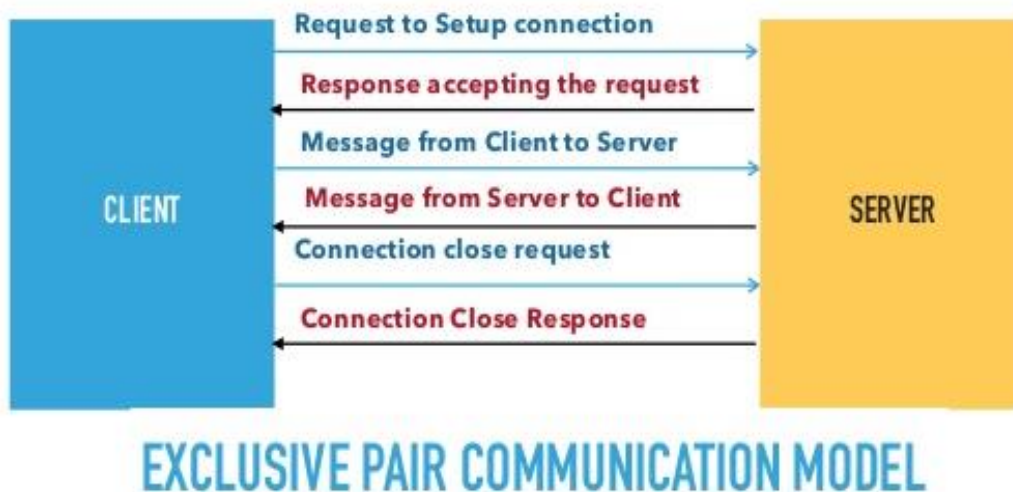 Request to Setup connection
Response accepting the request
Message from Client to Server
CLIENT
Message from Server to Client
SERVER
Connection close request
Connection Close Response
EXCLUSIVE PAIR COMMUNICATION MODEL